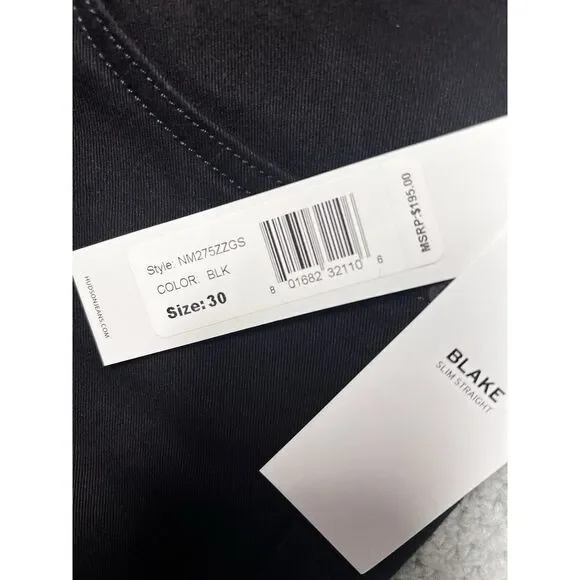 Style: NM275ZZGS
COLOR: BLK
Size: 30
8 01682 32110 6
MSRP-$195.00
HUDSONJEANS.COM
BLAKE
SLIM STRAIGHT